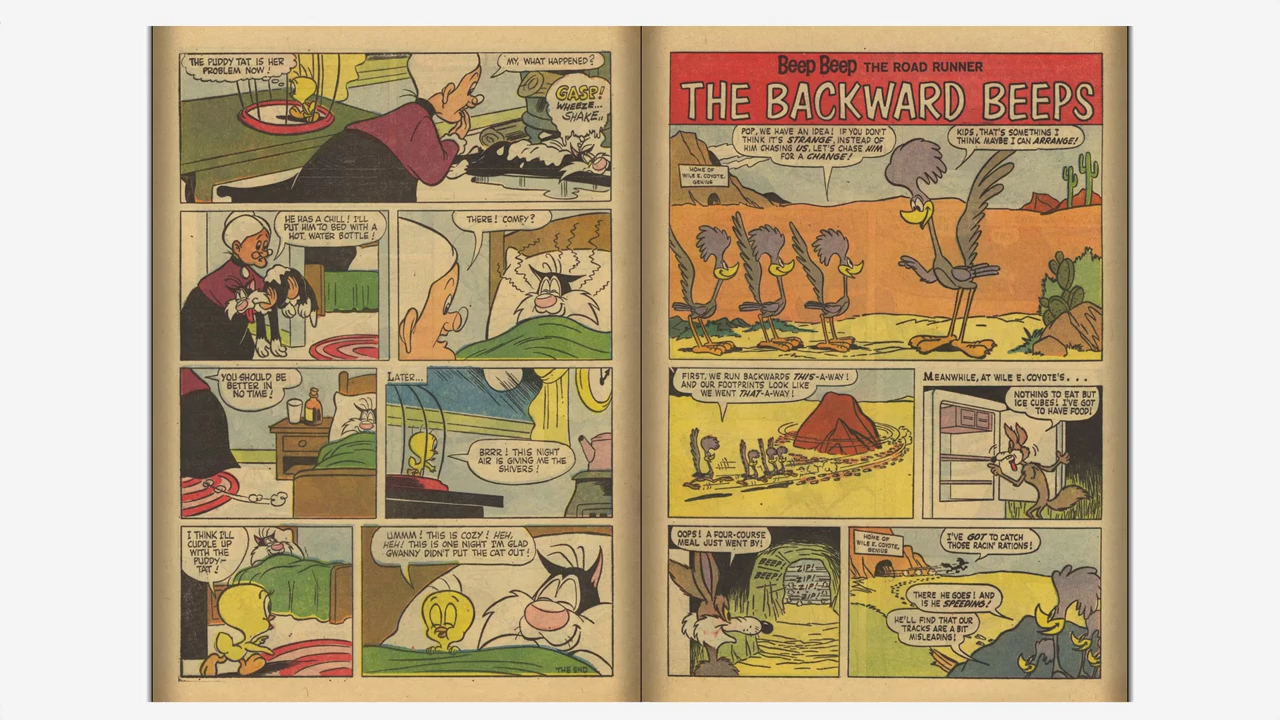 THE PUDDY TAT IS HER
PROBLEM NOW!
MY, WHAT HAPPENED?
GASP!
WHEEZE...
SHAKE..
HE HAS A CHILL! I'LL
PUT HIM TO BED WITH A
HOT WATER BOTTLE!
THERE! COMFY?
YOU SHOULD BE
BETTER IN
NO TIME!
LATER...
BRRR! THIS NIGHT
AIR IS GIVING ME THE
SHIVERS!
I THINK I'LL
CUDDLE UP
WITH THE
PUDDY-
TAT!
UMMM! THIS IS COZY! HEH,
HEH! THIS IS ONE NIGHT I'M GLAD
GWANNY DIDN'T PUT THE CAT OUT!
THE END
BEEP BEEP THE ROAD RUNNER
THE BACKWARD BEEPS
POP, WE HAVE AN IDEA! IF YOU DON'T
THINK IT'S STRANGE, INSTEAD OF
HIM CHASING US, LET'S CHASE HIM
FOR A CHANGE!
KIDS, THAT'S SOMETHING I
THINK MAYBE I CAN ARRANGE!
HOME OF
WILE E. COYOTE,
GENIUS
FIRST, WE RUN BACKWARDS THIS-A-WAY!
AND OUR FOOTPRINTS LOOK LIKE
WE WENT THAT-A-WAY!
MEANWHILE, AT WILE E. COYOTE'S...
NOTHING TO EAT BUT
ICE CUBES! I'VE GOT
TO HAVE FOOD!
OOPS! A FOUR-COURSE
MEAL JUST WENT BY!
BEEP!
BEEP!
ZIP!
ZIP!
ZIP!
ZIP!
HOME OF
WILE E. COYOTE,
GENIUS
I'VE GOT TO CATCH
THOSE RACIN' RATIONS!
THERE HE GOES! AND
IS HE SPEEDING!
HE'LL FIND THAT OUR
TRACKS ARE A BIT
MISLEADING!